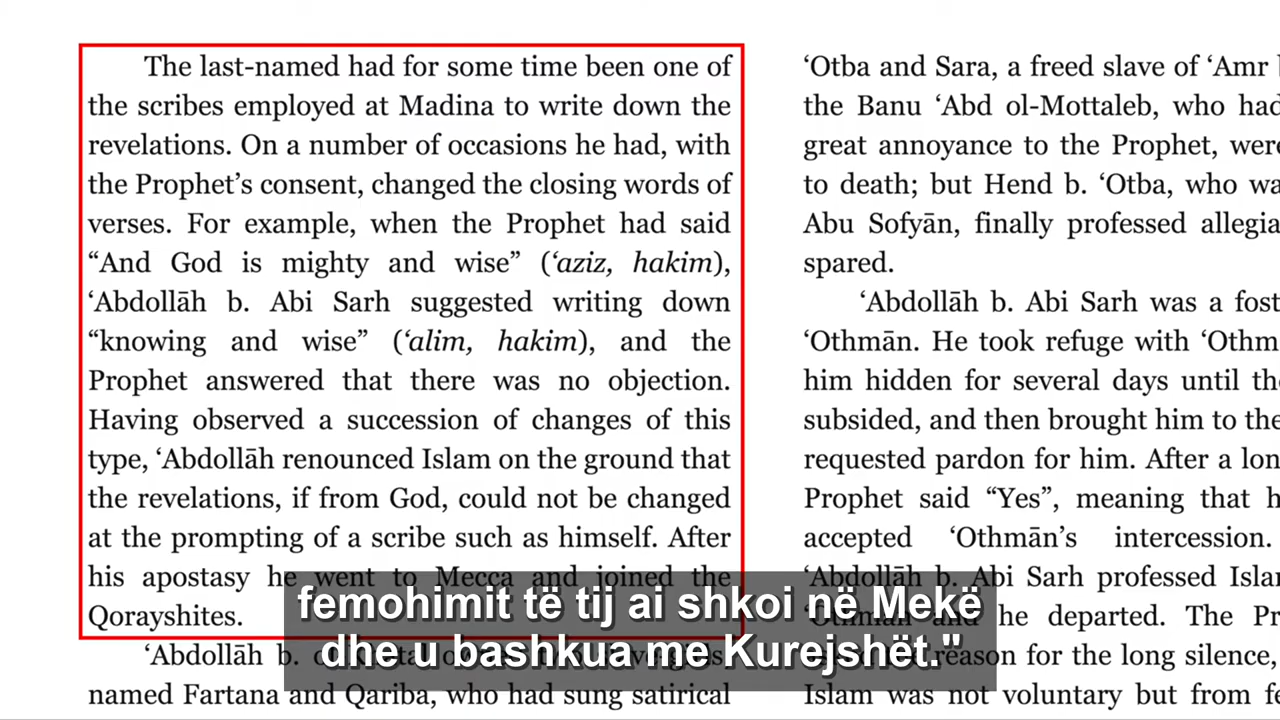 The last-named had for some time been one of
the scribes employed at Madina to write down the
revelations. On a number of occasions he had, with
the Prophet’s consent, changed the closing words of
verses. For example, when the Prophet had said
“And God is mighty and wise” (‘aziz, hakim),
‘Abdollāh b. Abi Sarh suggested writing down
“knowing and wise” (‘alim, hakim), and the
Prophet answered that there was no objection.
Having observed a succession of changes of this
type, ‘Abdollāh renounced Islam on the ground that
the revelations, if from God, could not be changed
at the prompting of a scribe such as himself. After
his apostasy he went to Mecca and joined the
Qorayshites.
‘Abdollāh b.
named Fartana and Qariba, who had sung satirical
‘Otba and Sara, a freed slave of ‘Amr
the Banu ‘Abd ol-Mottaleb, who had
great annoyance to the Prophet, were
to death; but Hend b. ‘Otba, who
Abu Sofyān, finally professed
spared.
‘Abdollāh b. Abi Sarh was a
‘Othmān. He took refuge with
him hidden for several days until
subsided, and then brought him to the
requested pardon for him. After a
Prophet said “Yes”, meaning that
accepted ‘Othmān’s intercession.
‘Abdollāh b. Abi Sarh professed
‘Othmān and he departed. The
reason for the long silence,
Islam was not voluntary but from
femohimit të tij ai shkoi në Mekë
dhe u bashkua me Kurejshët."